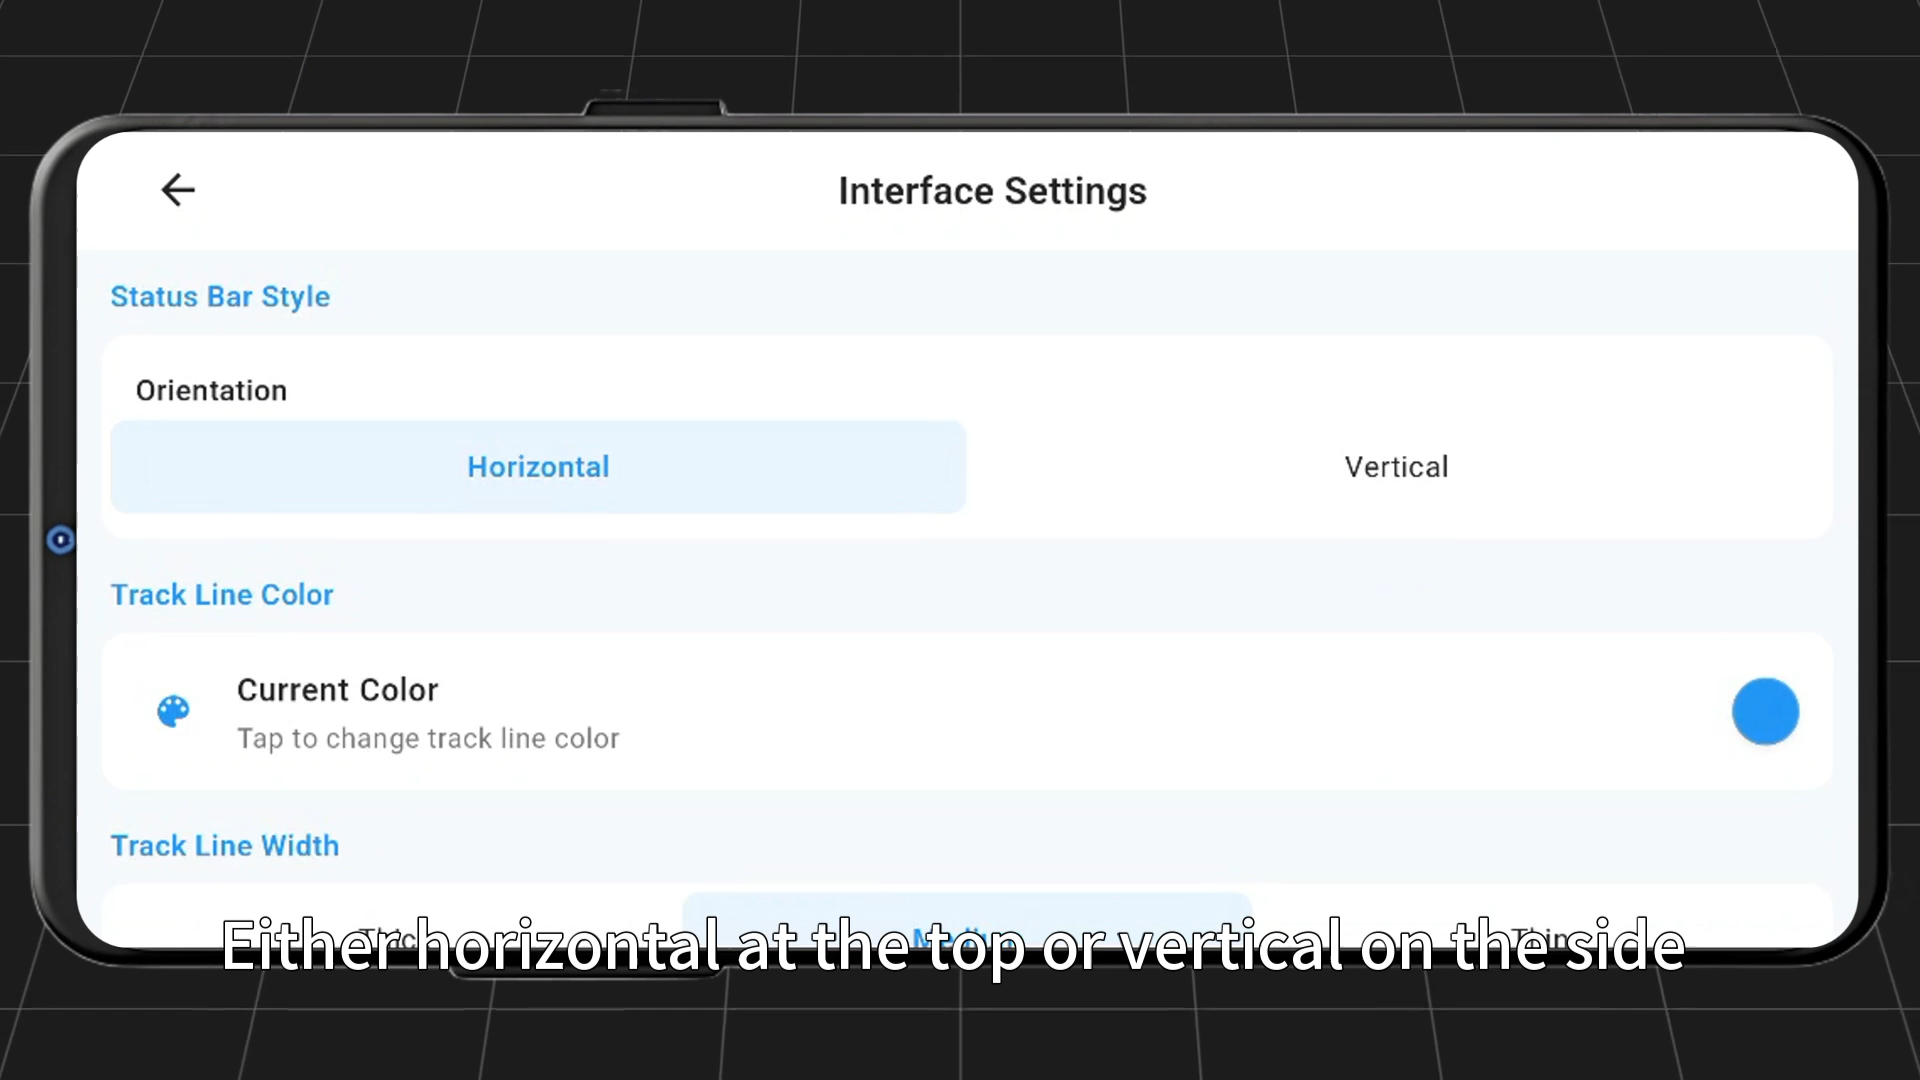 Interface Settings
Status Bar Style
Orientation
Horizontal
Vertical
Track Line Color
Current Color
Tap to change track line color
Track Line Width
Either horizontal at the top or vertical on the side